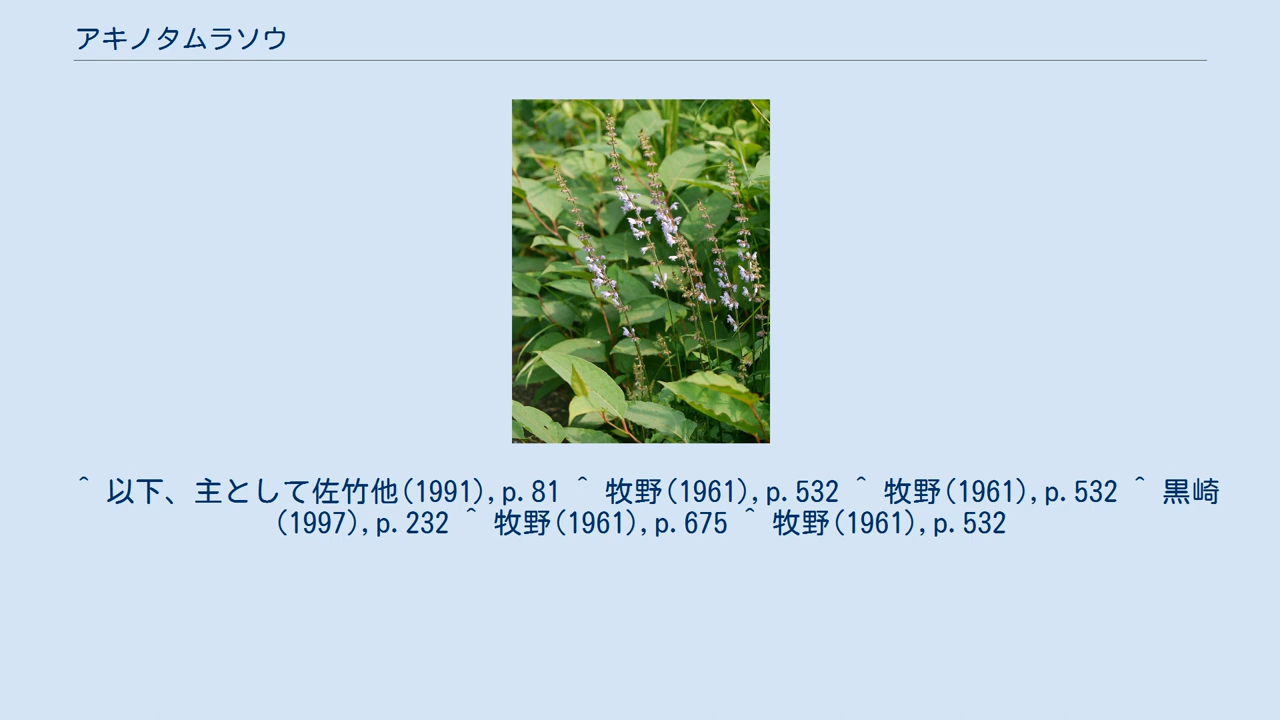 アキノタムラソウ
^ 以下、主として佐竹他(1991),p.81 ^ 牧野(1961),p.532 ^ 牧野(1961),p.532 ^ 黒崎
(1997),p.232 ^ 牧野(1961),p.675 ^ 牧野(1961),p.532